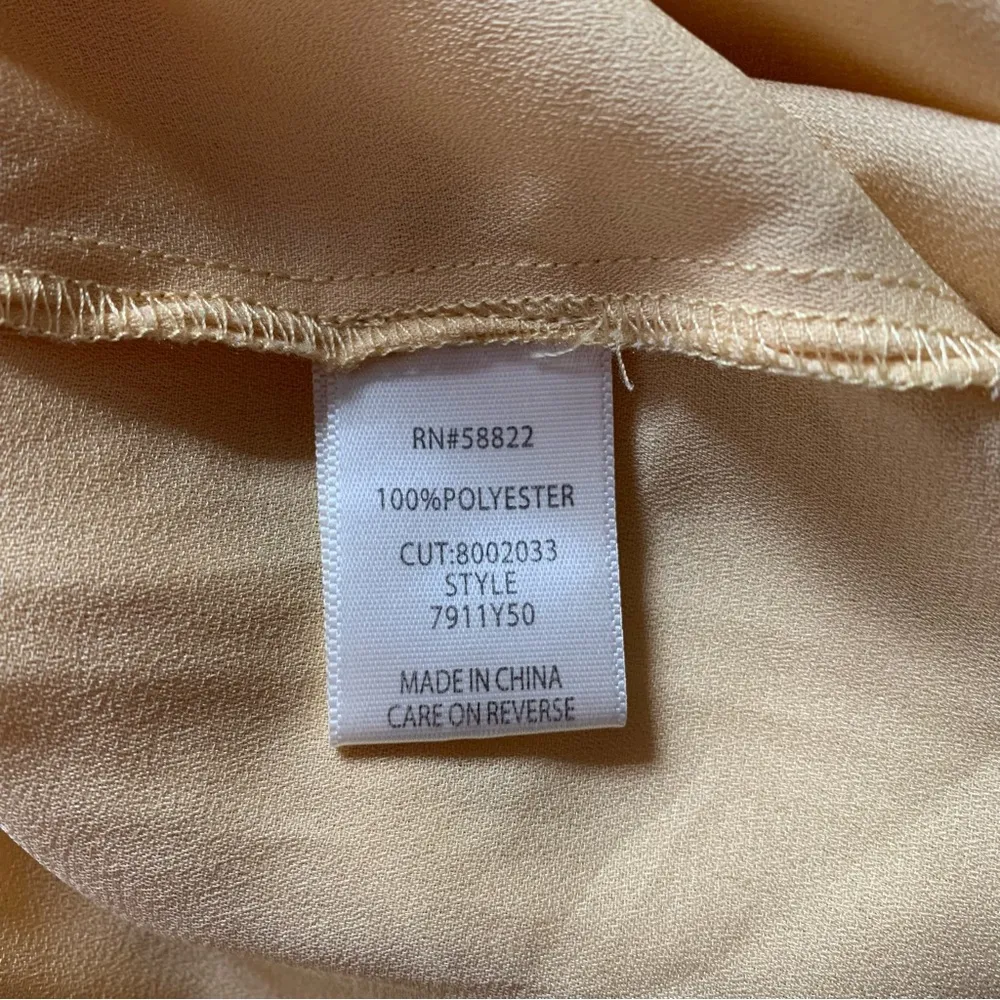 RN#58822
100%POLYESTER
CUT:8002033
STYLE
7911Y50
MADE IN CHINA
CARE ON REVERSE